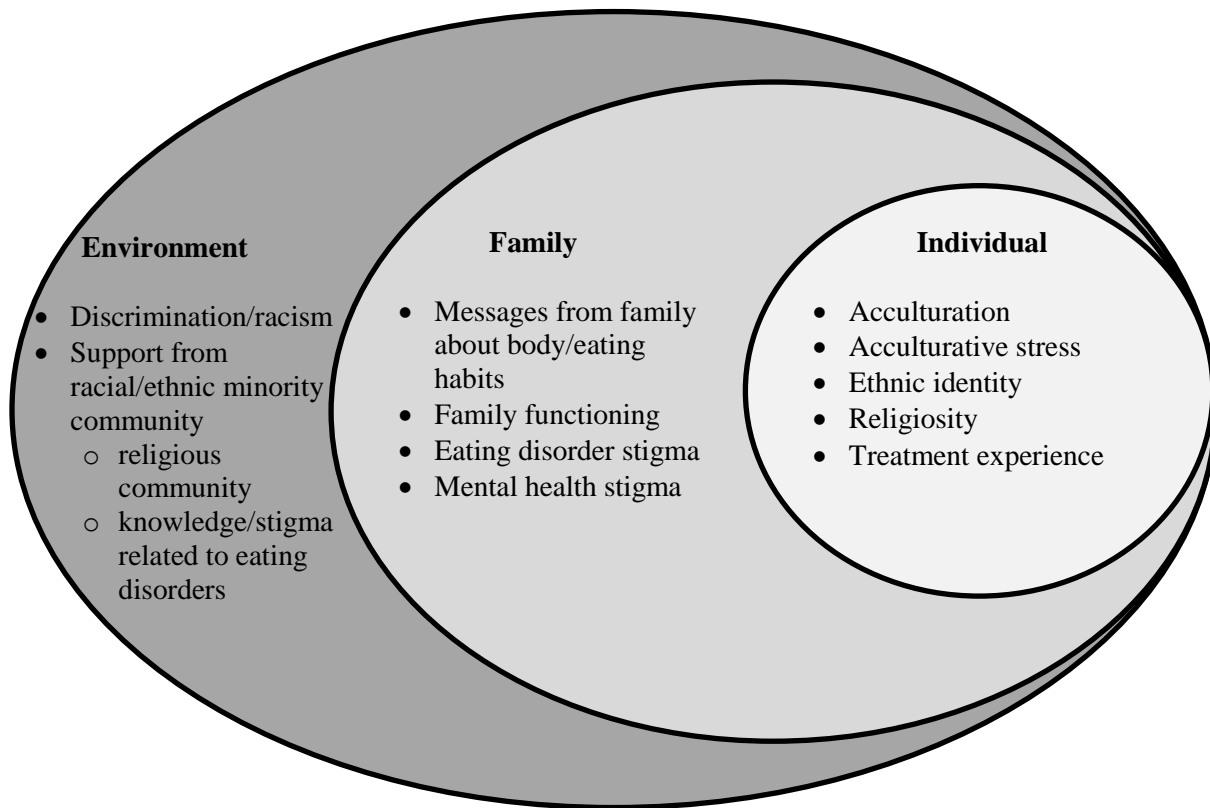 Environment
• Discrimination/racism
• Support from
racial/ethnic minority
community
o religious
community
o knowledge/stigma
related to eating
disorders
Family
• Messages from family
about body/eating
habits
• Family functioning
• Eating disorder stigma
• Mental health stigma
Individual
• Acculturation
• Acculturative stress
• Ethnic identity
• Religiosity
• Treatment experience